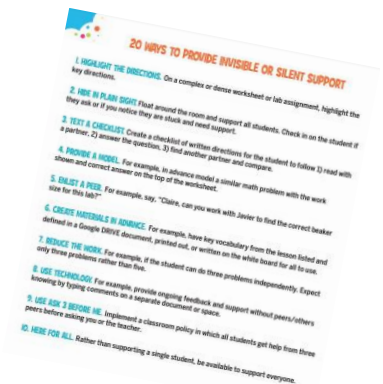 20 WAYS TO PROVIDE INVISIBLE OR SILENT SUPPORT
1. HIGHLIGHT THE DIRECTIONS. On a complex or dense worksheet or lab assignment, highlight the
key directions.
2. HIDE IN PLAIN SIGHT. Float around the room and support all students. Check in on the student if
they ask or if you notice they are stuck and need support.
3. TEXT A CHECKLIST. Create a checklist of written directions for the student to follow 1) read with
a partner, 2) answer the question, 3) find another partner and compare.
4. PROVIDE A MODEL. For example, in advance model a similar math problem with the work
shown and correct answer on the top of the worksheet.
5. ENLIST A PEER. For example, say, "Claire, can you work with Javier to find the correct beaker
size for this lab?"
6. CREATE MATERIALS IN ADVANCE. For example, have key vocabulary from the lesson listed and
defined in a Google DRIVE document, printed out, or written on the white board for all to use.
7. REDUCE THE WORK. For example, if the student can do three problems independently. Expect
only three problems rather than five.
8. USE TECHNOLOGY. For example, provide ongoing feedback and support without peers/others
knowing by typing comments on a separate document or space.
9. USE ASK 3 BEFORE ME. Implement a classroom policy in which all students get help from three
peers before asking you or the teacher.
10. HERE FOR ALL. Rather than supporting a single student, be available to support everyone.